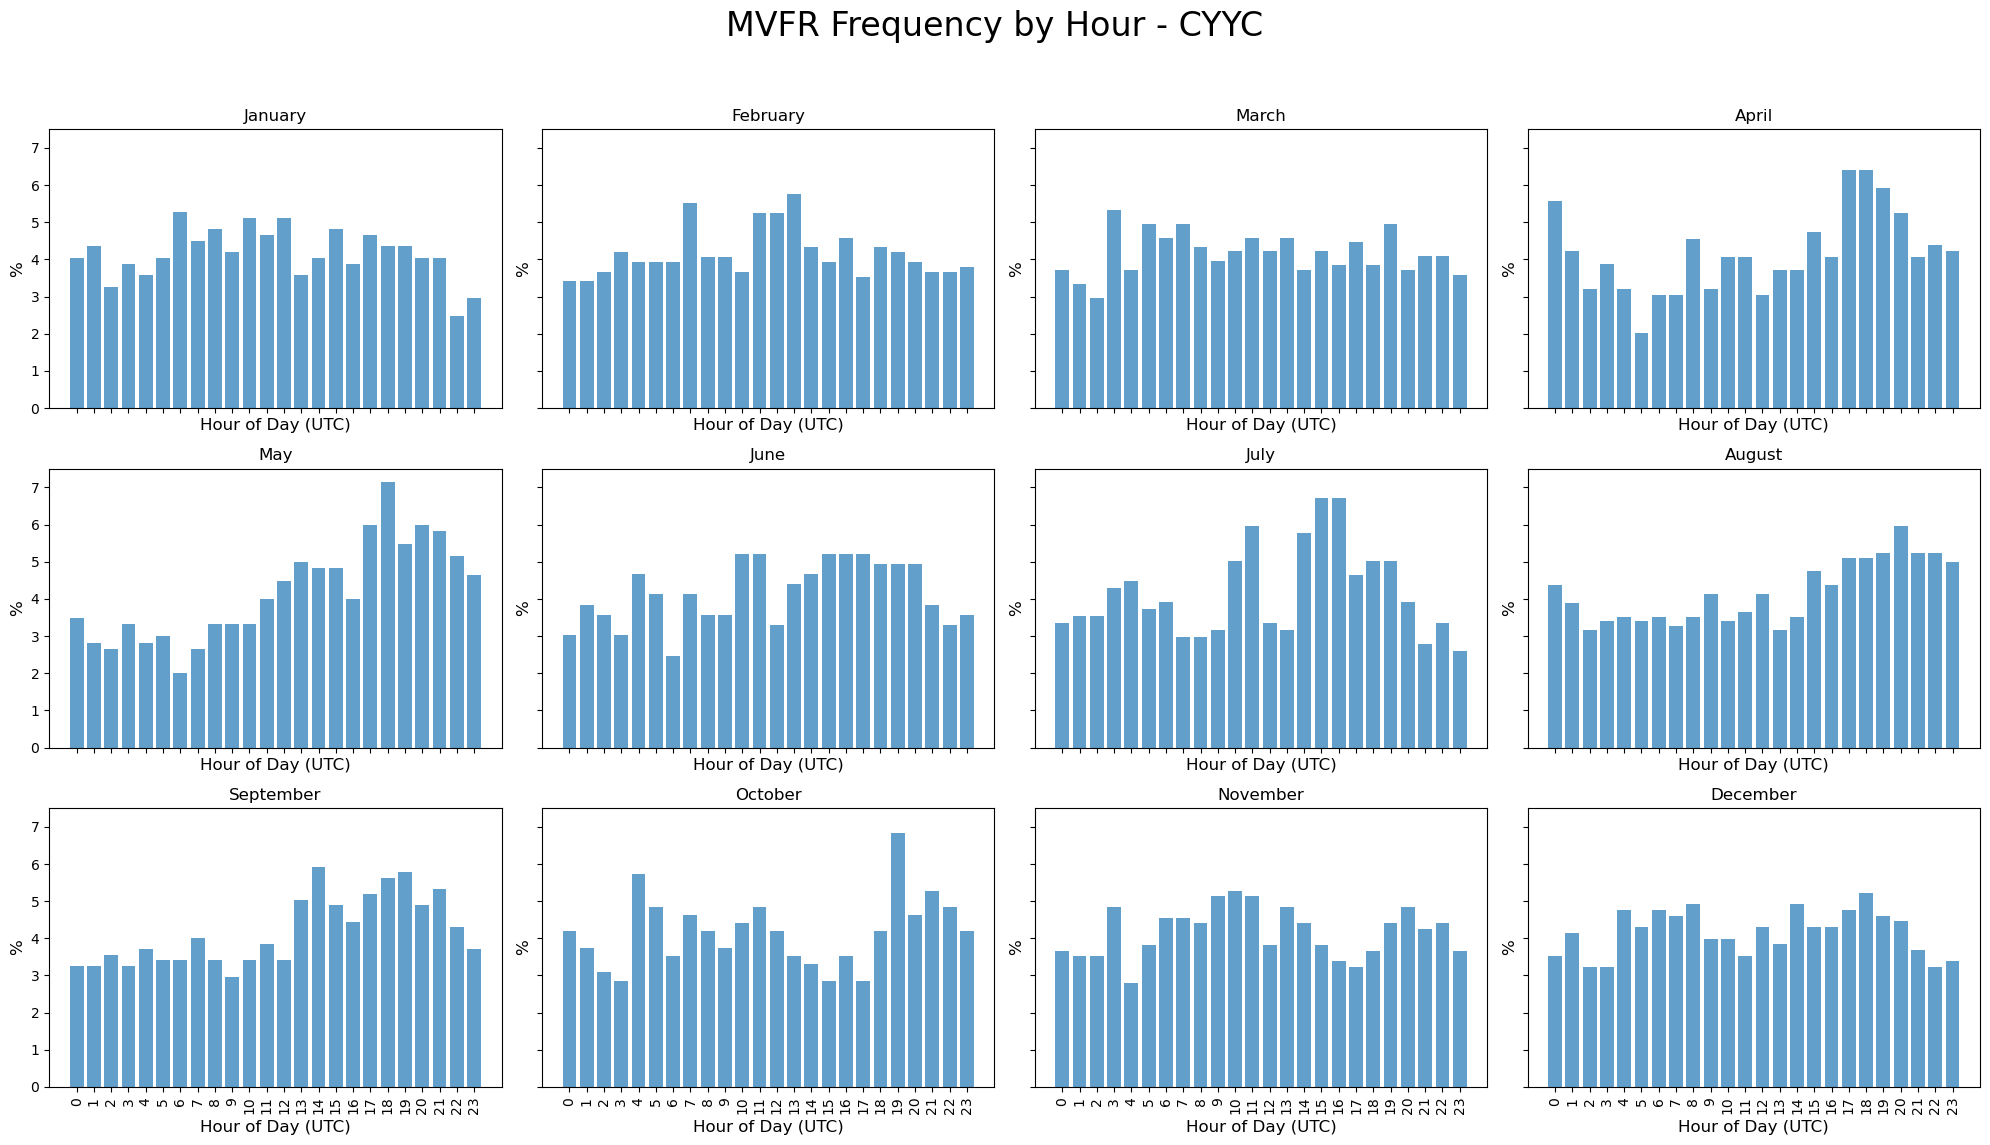 MVFR Frequency by Hour - CYYC
January
February
March
April
7
6
5
4
3
2
1
0
%
%
%
%
Hour of Day (UTC)
Hour of Day (UTC)
Hour of Day (UTC)
Hour of Day (UTC)
May
June
July
August
7
6
5
4
3
2
1
0
%
%
%
%
Hour of Day (UTC)
Hour of Day (UTC)
Hour of Day (UTC)
Hour of Day (UTC)
September
October
November
December
7
6
5
4
3
2
1
0
%
%
%
%
0 1 2 3 4 5 6 7 8 9 10 11 12 13 14 15 16 17 18 19 20 21 22 23
0 1 2 3 4 5 6 7 8 9 10 11 12 13 14 15 16 17 18 19 20 21 22 23
0 1 2 3 4 5 6 7 8 9 10 11 12 13 14 15 16 17 18 19 20 21 22 23
0 1 2 3 4 5 6 7 8 9 10 11 12 13 14 15 16 17 18 19 20 21 22 23
Hour of Day (UTC)
Hour of Day (UTC)
Hour of Day (UTC)
Hour of Day (UTC)